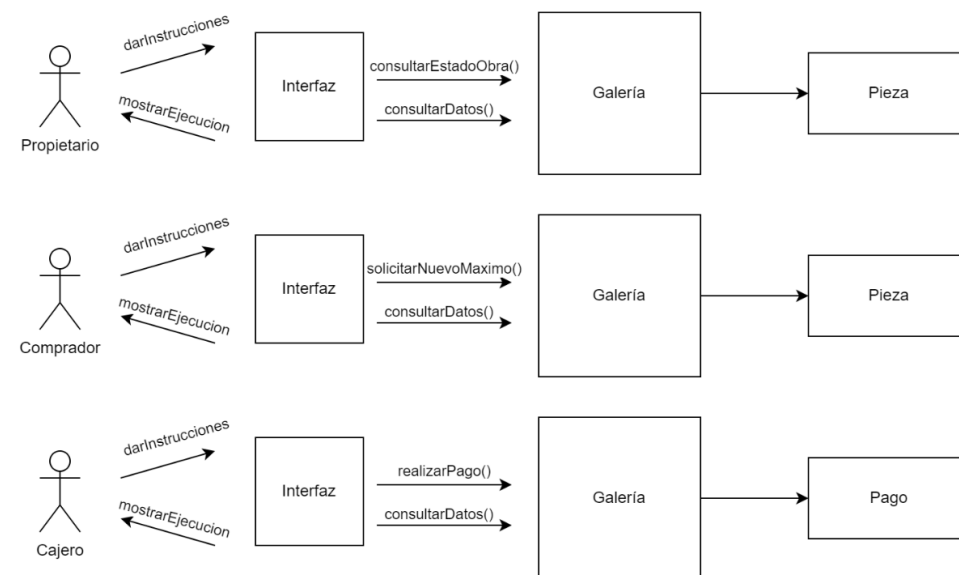 darInstrucciones
consultarEstadoObra()
Interfaz
Galería
Pieza
mostrarEjecucion
consultarDatos()
Propietario
darInstrucciones
solicitarNuevoMaximo()
Interfaz
Galería
Pieza
mostrarEjecucion
consultarDatos()
Comprador
darInstrucciones
realizarPago()
Interfaz
Galería
Pago
mostrarEjecucion
consultarDatos()
Cajero